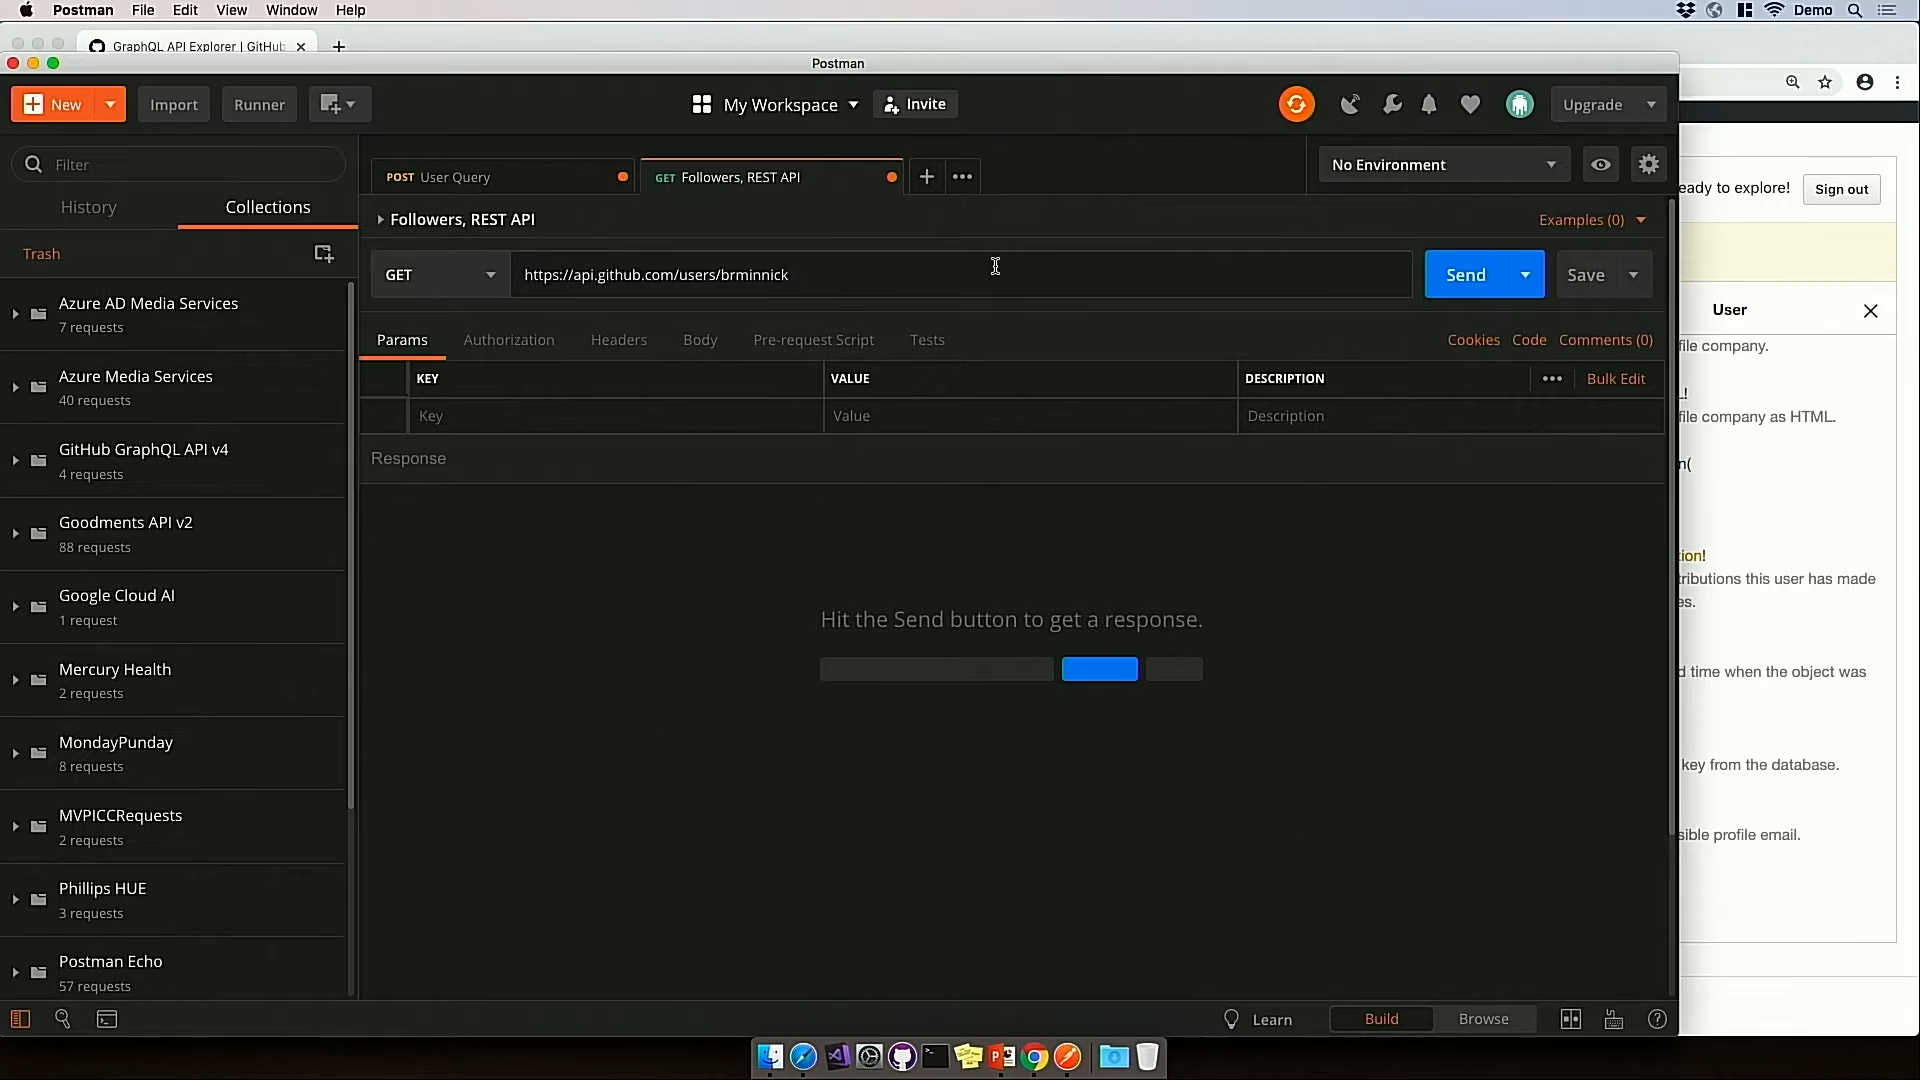 Postman File Edit View Window Help Demo
GraphQL API Explorer | GitHub
Postman
New Import Runner My Workspace Invite Upgrade
Filter
History Collections
Trash
Azure AD Media Services
7 requests
Azure Media Services
40 requests
GitHub GraphQL API v4
4 requests
Goodments API v2
88 requests
Google Cloud AI
1 request
Mercury Health
2 requests
MondayPunday
8 requests
MVPICCRequests
2 requests
Phillips HUE
3 requests
Postman Echo
57 requests
POST User Query GET Followers, REST API
No Environment
Followers, REST API
Examples (0)
GET https://api.github.com/users/brminnick Send Save
Params Authorization Headers Body Pre-request Script Tests Cookies Code Comments (0)
KEY VALUE DESCRIPTION Bulk Edit
Key Value Description
Response
Hit the Send button to get a response.
Learn Build Browse
eady to explore! Sign out
User
file company.
L!
file company as HTML.
n(
tion!
tributions this user has made
es.
d time when the object was
key from the database.
sible profile email.